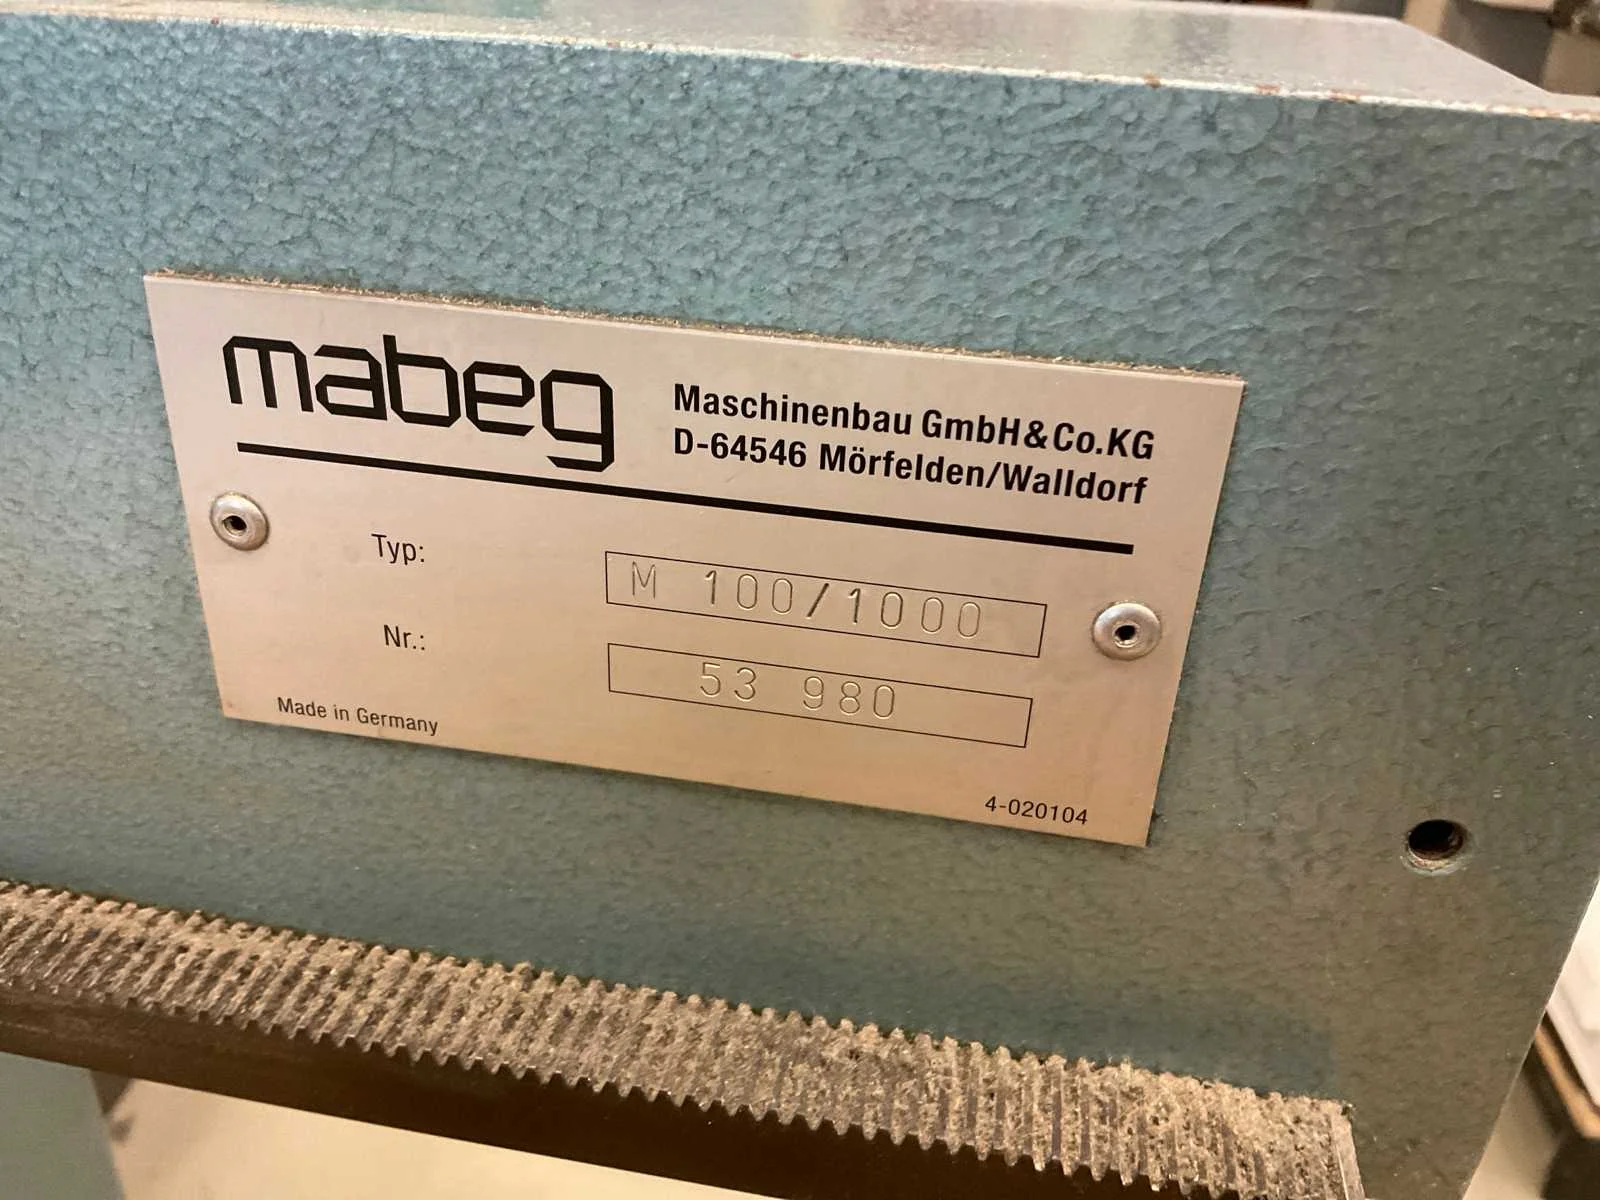 mabeg
Maschinenbau GmbH&Co.KG
D-64546 Mörfelden/Walldorf
Typ: M 100/1000
Nr.: 53 980
Made in Germany
4-020104